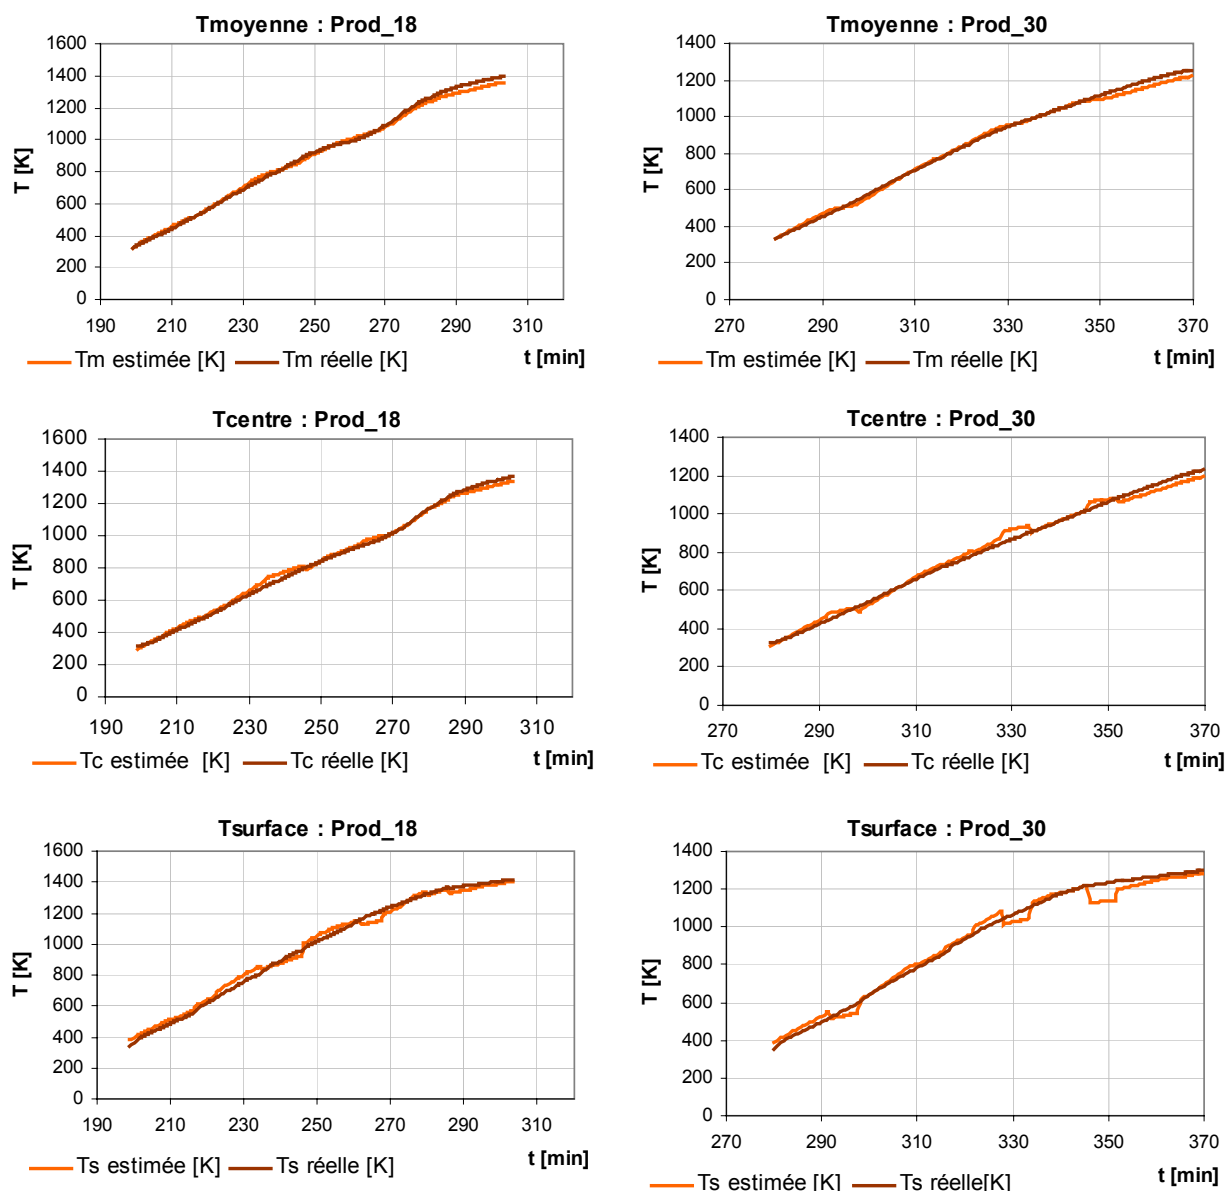 Tmoyenne : Prod_18
1600
1400
1200
1000
800
600
400
200
0
T [K]
190 210 230 250 270 290 310
Tm estimée [K] Tm réelle [K] t [min]
Tmoyenne : Prod_30
1400
1200
1000
800
600
400
200
0
T [K]
270 290 310 330 350 370
Tm estimée [K] Tm réelle [K] t [min]
Tcentre : Prod_18
1600
1400
1200
1000
800
600
400
200
0
T [K]
190 210 230 250 270 290 310
Tc estimée [K] Tc réelle [K] t [min]
Tcentre : Prod_30
1400
1200
1000
800
600
400
200
0
T [K]
270 290 310 330 350 370
Tc estimée [K] Tc réelle [K] t [min]
Tsurface : Prod_18
1600
1400
1200
1000
800
600
400
200
0
T [K]
190 210 230 250 270 290 310
Ts estimée [K] Ts réelle [K] t [min]
Tsurface : Prod_30
1400
1200
1000
800
600
400
200
0
T [K]
270 290 310 330 350 370
Ts estimée [K] Ts réelle[K] t [min]